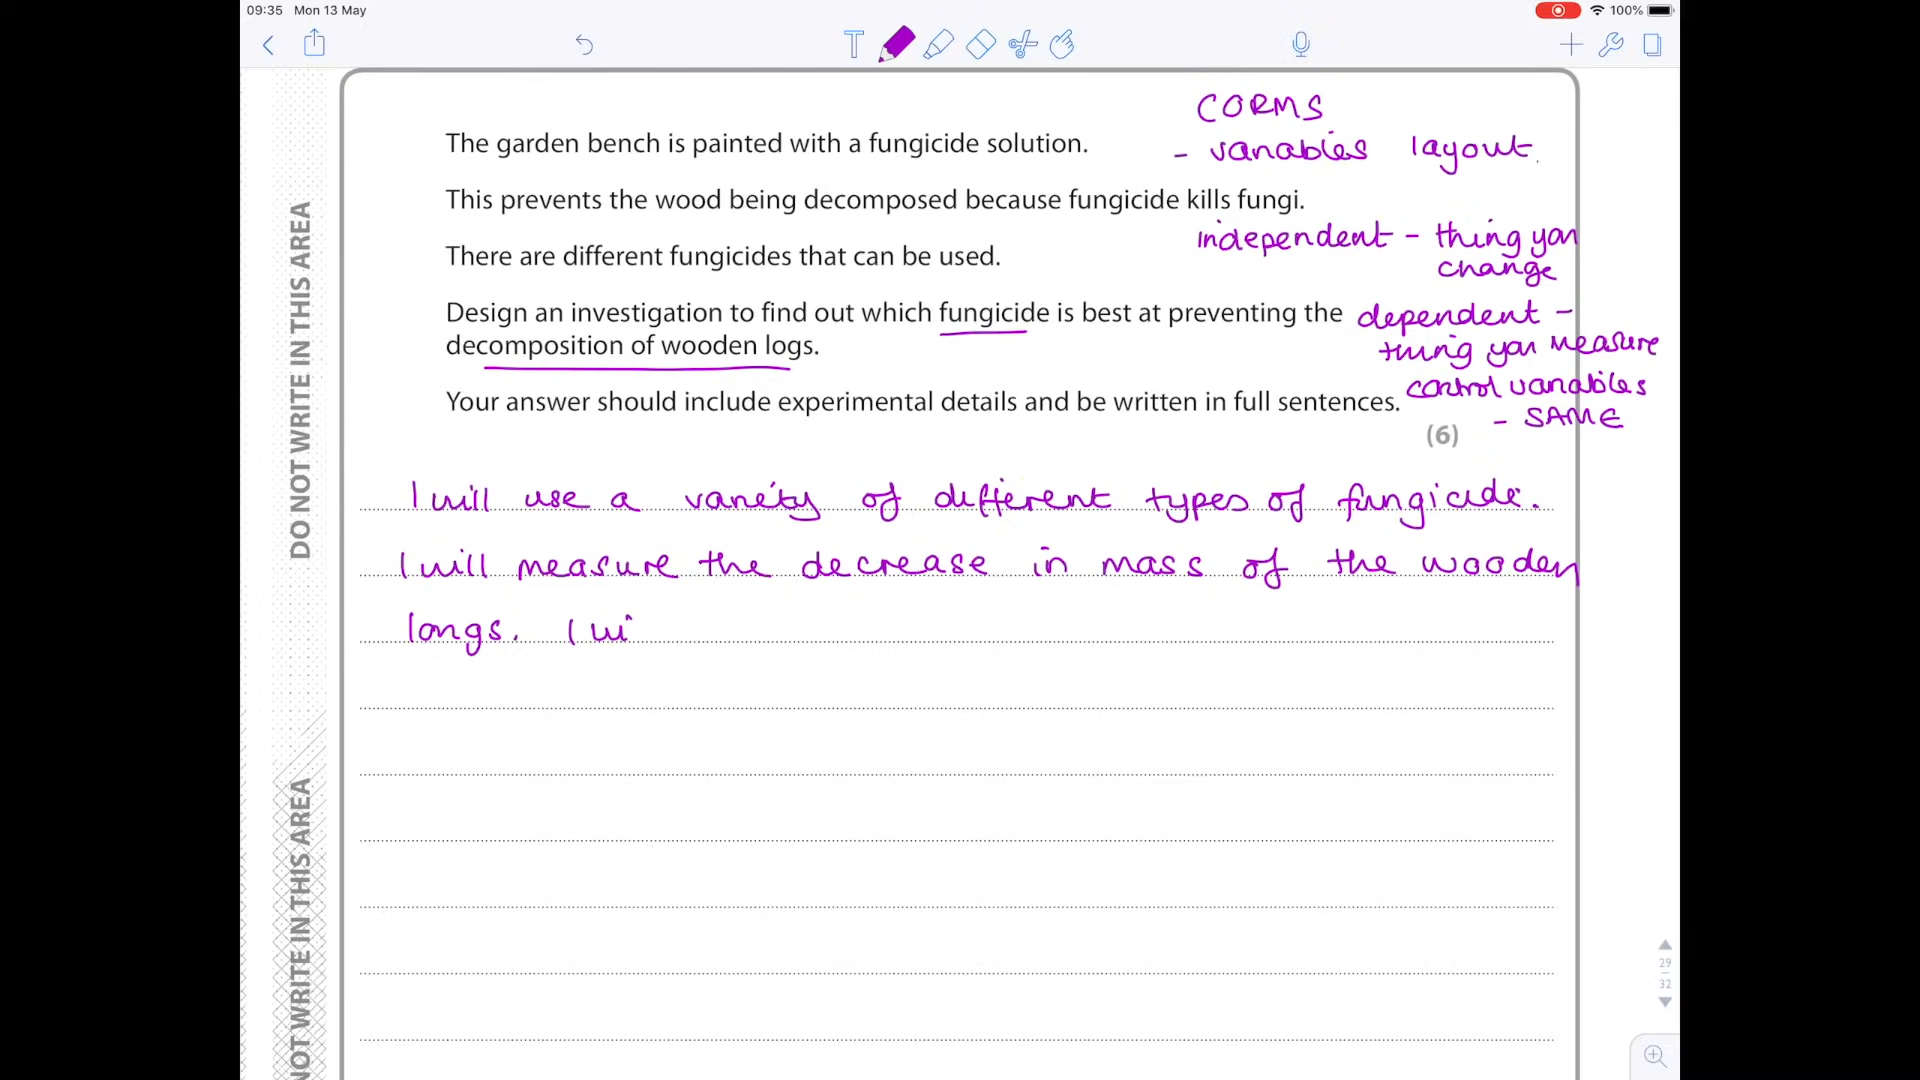 09:35 Mon 13 May
100%
T
DO NOT WRITE IN THIS AREA
NOT WRITE IN THIS AREA
CORMS
- variables layout.
The garden bench is painted with a fungicide solution.
This prevents the wood being decomposed because fungicide kills fungi.
independent - thing you
change
There are different fungicides that can be used.
Design an investigation to find out which fungicide is best at preventing the
decomposition of wooden logs.
dependent -
thing you measure
control variables
- SAME
Your answer should include experimental details and be written in full sentences.
(6)
I will use a variety of different types of fungicide.
I will measure the decrease in mass of the wooden
longs. I wi
29
32